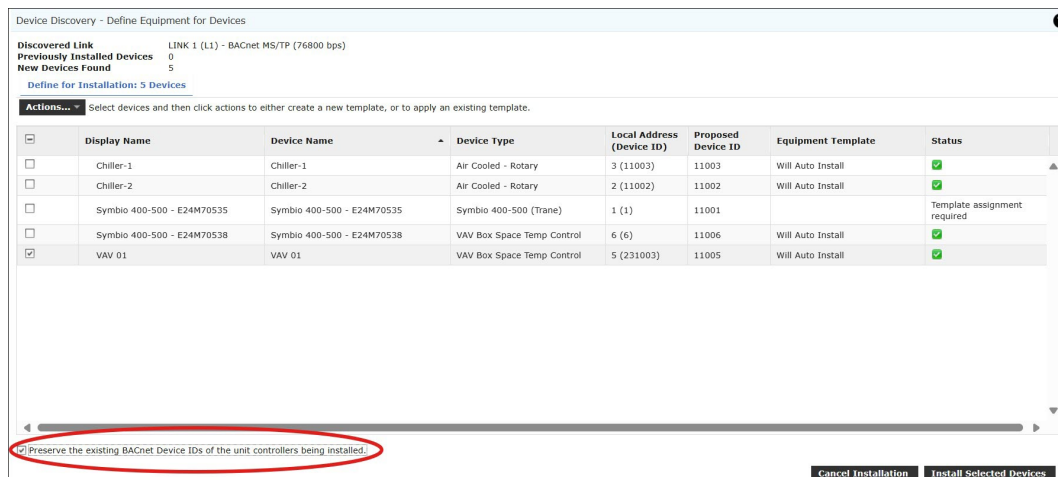 Device Discovery - Define Equipment for Devices
Discovered Link LINK 1 (L1) - BACnet MS/TP (76800 bps)
Previously Installed Devices 0
New Devices Found 5
Define for Installation: 5 Devices
Actions... Select devices and then click actions to either create a new template, or to apply an existing template.
Display Name Device Name Device Type Local Address (Device ID) Proposed Device ID Equipment Template Status
Chiller-1 Chiller-1 Air Cooled - Rotary 3 (11003) 11003 Will Auto Install
Chiller-2 Chiller-2 Air Cooled - Rotary 2 (11002) 11002 Will Auto Install
Symbio 400-500 - E24M70535 Symbio 400-500 - E24M70535 Symbio 400-500 (Trane) 1 (1) 11001 Template assignment required
Symbio 400-500 - E24M70538 Symbio 400-500 - E24M70538 VAV Box Space Temp Control 6 (6) 11006 Will Auto Install
VAV 01 VAV 01 VAV Box Space Temp Control 5 (231003) 11005 Will Auto Install
Preserve the existing BACnet Device IDs of the unit controllers being installed.
Cancel Installation Install Selected Devices